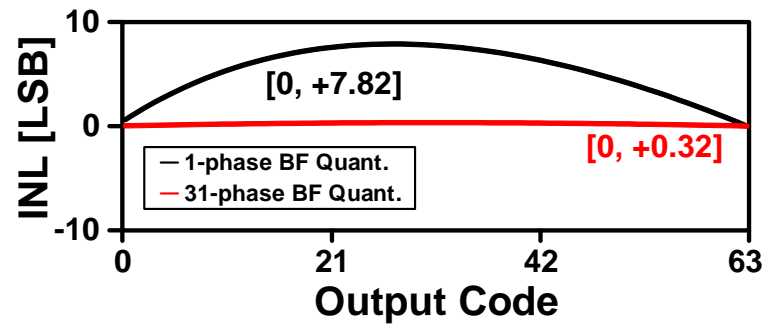 10
[0, +7.82]
0
[0, +0.32]
1-phase BF Quant.
31-phase BF Quant.
-10
INL [LSB]
0 21 42 63
Output Code